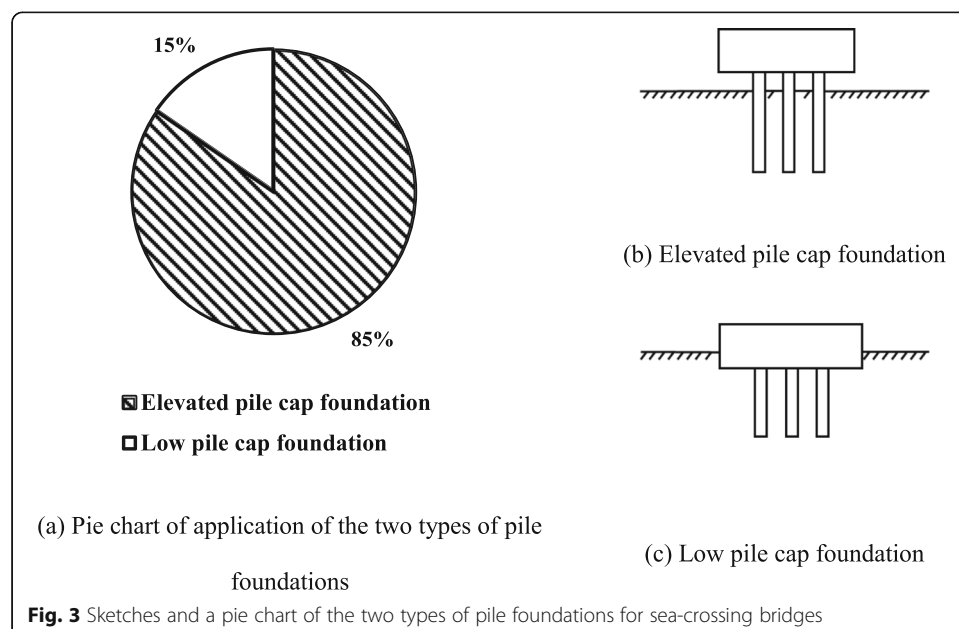 15%
85%
Elevated pile cap foundation
Low pile cap foundation
(a) Pie chart of application of the two types of pile
foundations
(b) Elevated pile cap foundation
(c) Low pile cap foundation
Fig. 3 Sketches and a pie chart of the two types of pile foundations for sea-crossing bridges